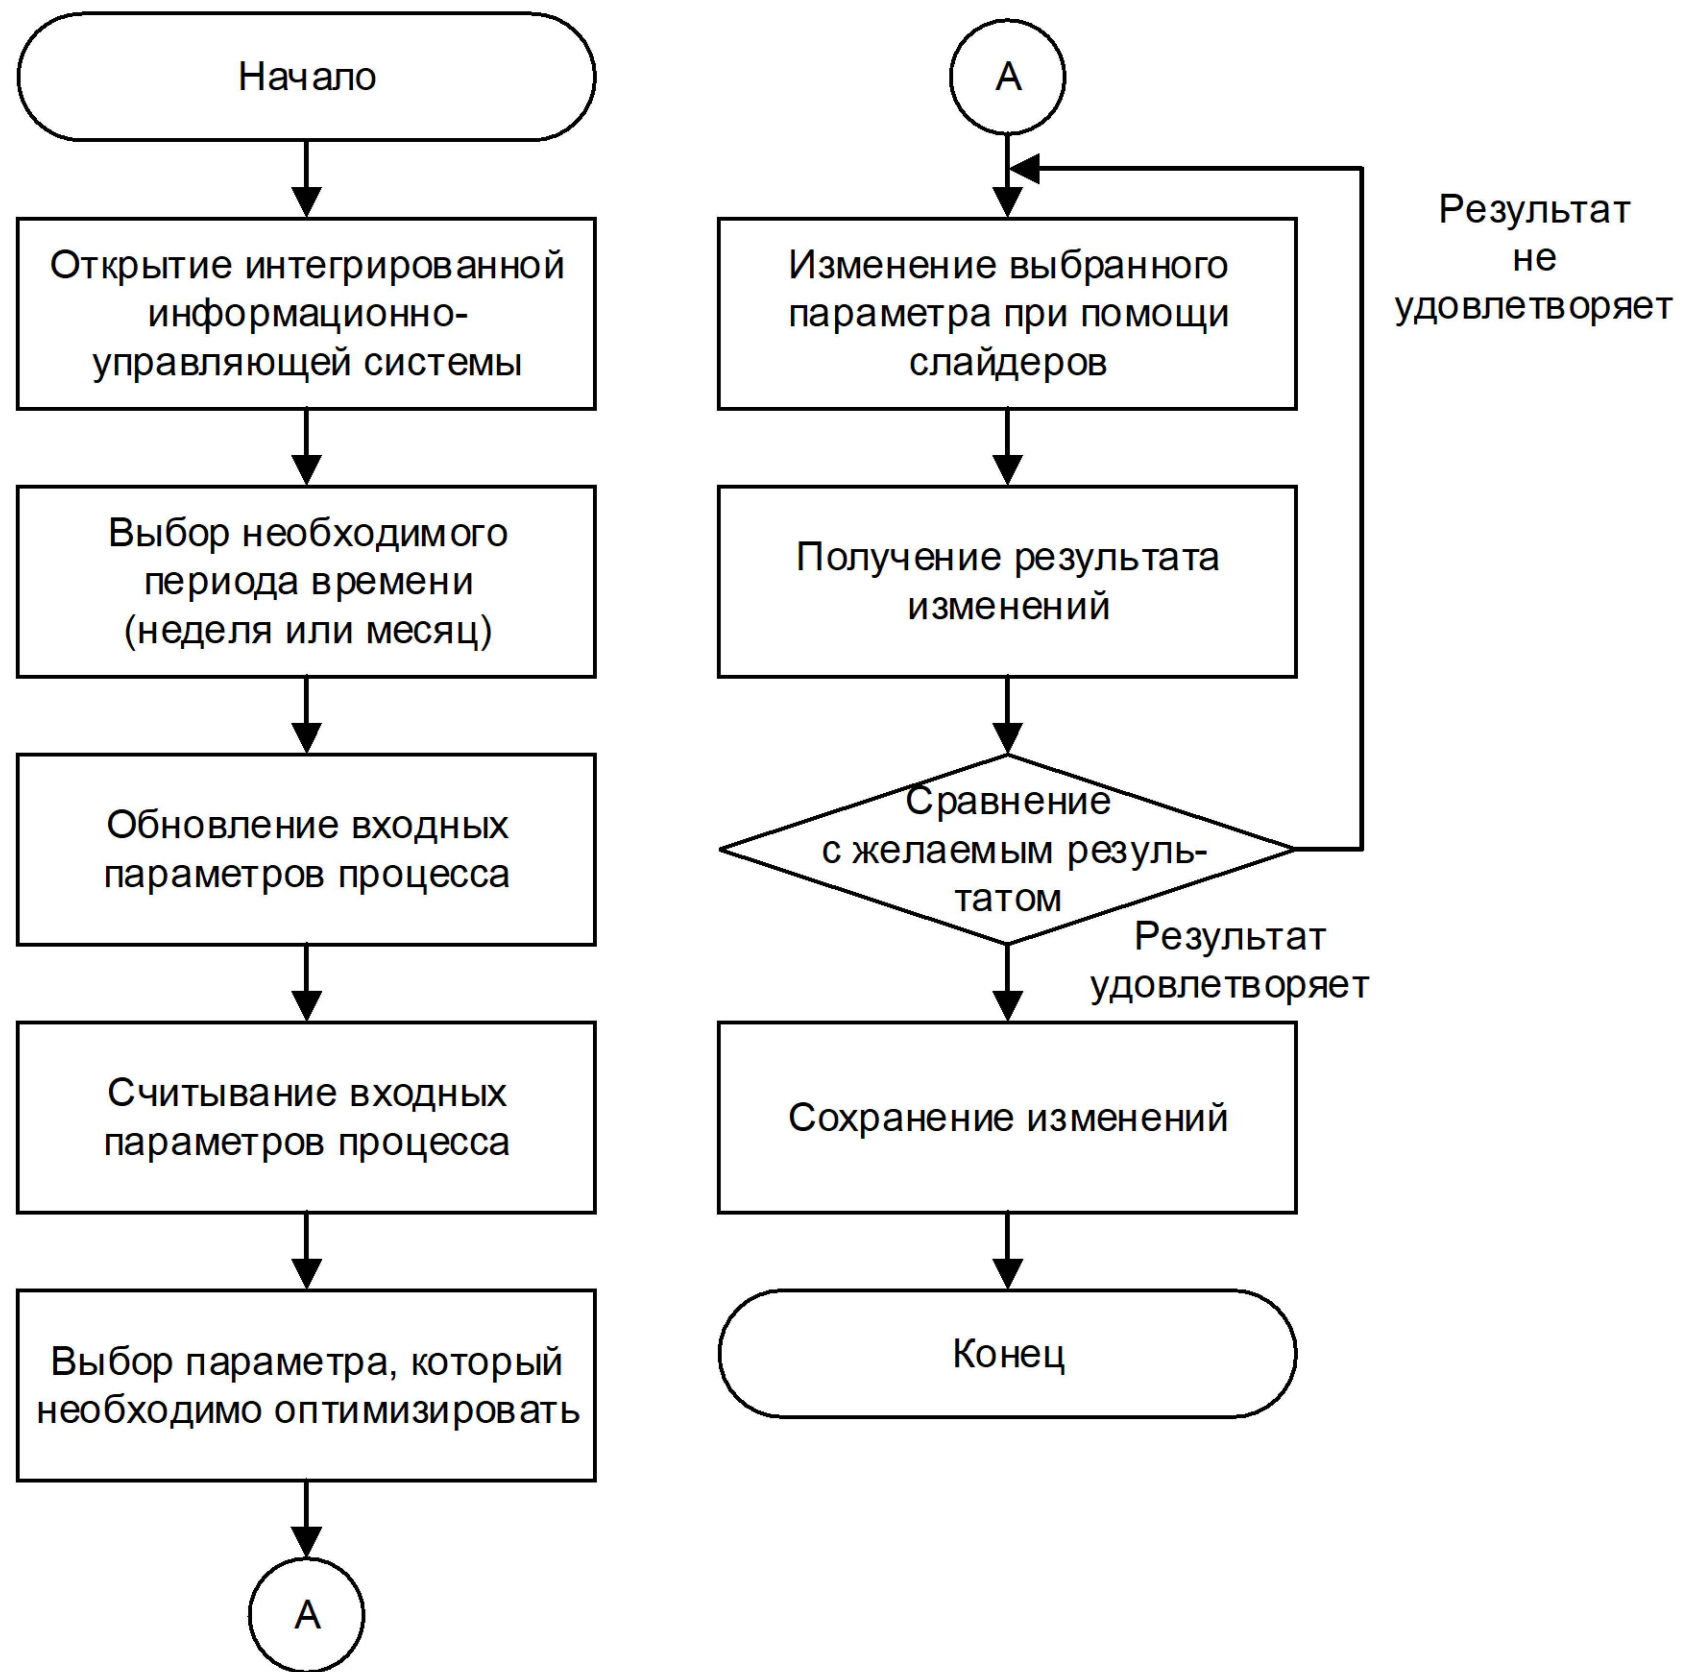 Начало
Открытие интегрированной
информационно-
управляющей системы
Выбор необходимого
периода времени
(неделя или месяц)
Обновление входных
параметров процесса
Считывание входных
параметров процесса
Выбор параметра, который
необходимо оптимизировать
А
А
Изменение выбранного
параметра при помощи
слайдеров
Получение результата
изменений
Сравнение
с желаемым резуль-
татом
Результат
не
удовлетворяет
Результат
удовлетворяет
Сохранение изменений
Конец